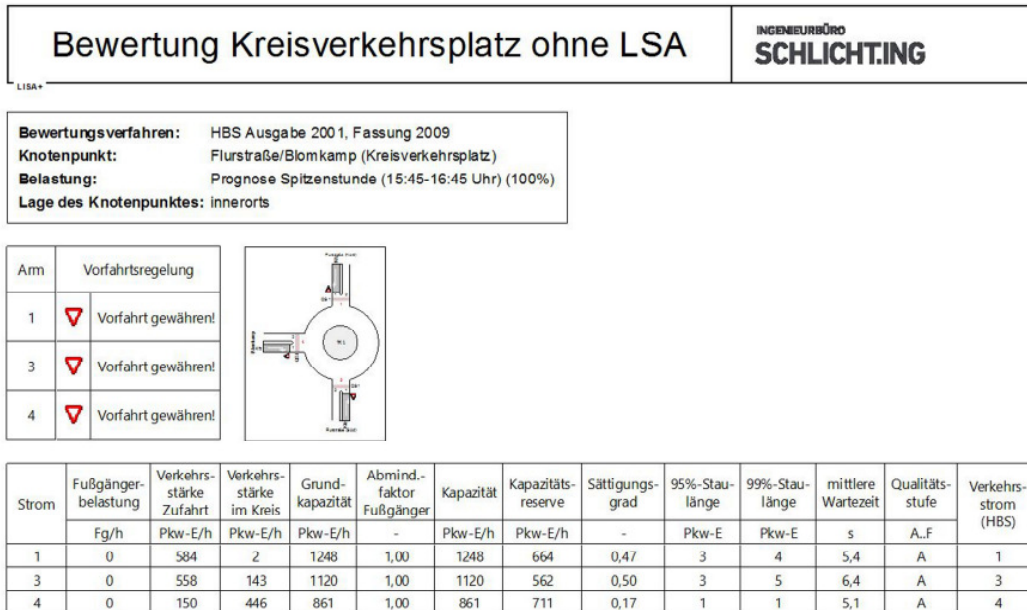 Bewertung Kreisverkehrsplatz ohne LSA
INGENIEURBÜRO
SCHLICHT.ING
LISA+
Bewertungsverfahren: HBS Ausgabe 2001, Fassung 2009
Knotenpunkt: Flurstraße/Blomkamp (Kreisverkehrsplatz)
Belastung: Prognose Spitzenstunde (15:45-16:45 Uhr) (100%)
Lage des Knotenpunktes: innerorts
Arm Vorfahrtsregelung
1 Vorfahrt gewähren!
3 Vorfahrt gewähren!
4 Vorfahrt gewähren!
Strom Fußgänger- Verkehrs- Verkehrs- Grund- Abmind.- Kapazität Kapazitäts- Sättigungs- 95%-Stau- 99%-Stau- mittlere Qualitäts- Verkehrs-
belastung stärke stärke kapazität faktor reserve grad länge länge Wartezeit stufe strom
Zufahrt im Kreis Fußgänger (HBS)
Fg/h Pkw-E/h Pkw-E/h Pkw-E/h - Pkw-E/h Pkw-E/h - Pkw-E Pkw-E s A..F
1 0 584 2 1248 1,00 1248 664 0,47 3 4 5,4 A 1
3 0 558 143 1120 1,00 1120 562 0,50 3 5 6,4 A 3
4 0 150 446 861 1,00 861 711 0,17 1 1 5,1 A 4